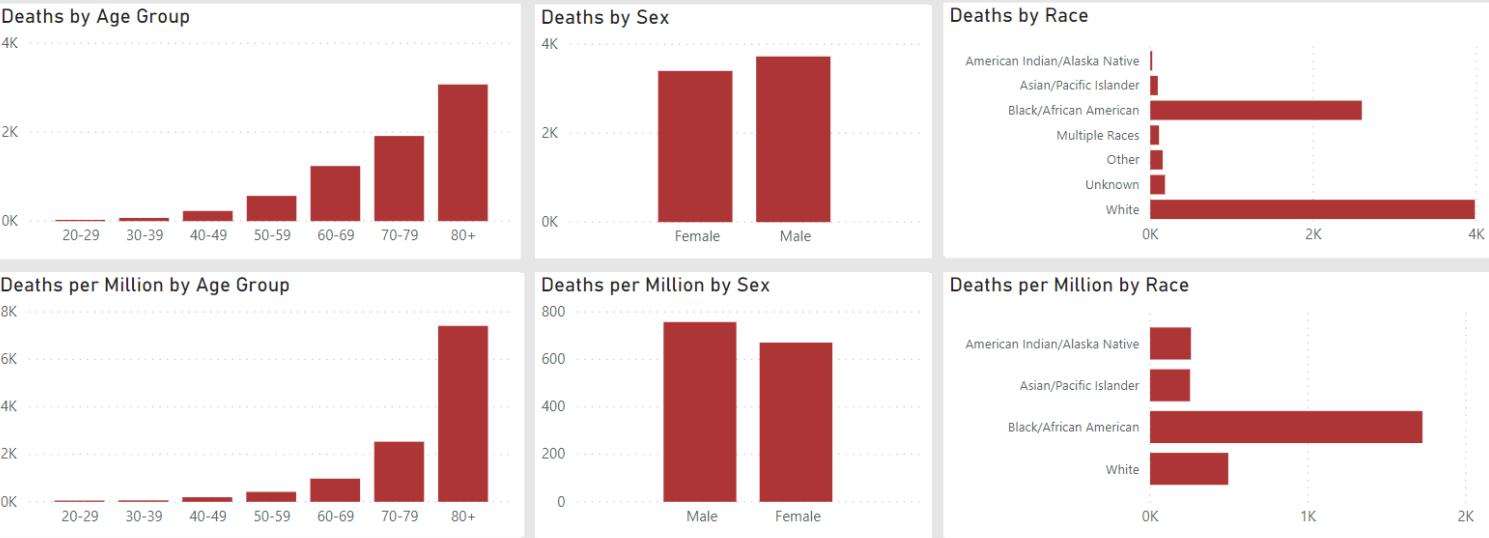 Deaths by Age Group
4K
2K
0K
20-29 30-39 40-49 50-59 60-69 70-79 80+
Deaths by Sex
4K
2K
0K
Female Male
Deaths by Race
American Indian/Alaska Native
Asian/Pacific Islander
Black/African American
Multiple Races
Other
Unknown
White
0K 2K 4K
Deaths per Million by Age Group
8K
6K
4K
2K
0K
20-29 30-39 40-49 50-59 60-69 70-79 80+
Deaths per Million by Sex
800
600
400
200
0
Male Female
Deaths per Million by Race
American Indian/Alaska Native
Asian/Pacific Islander
Black/African American
White
0K 1K 2K